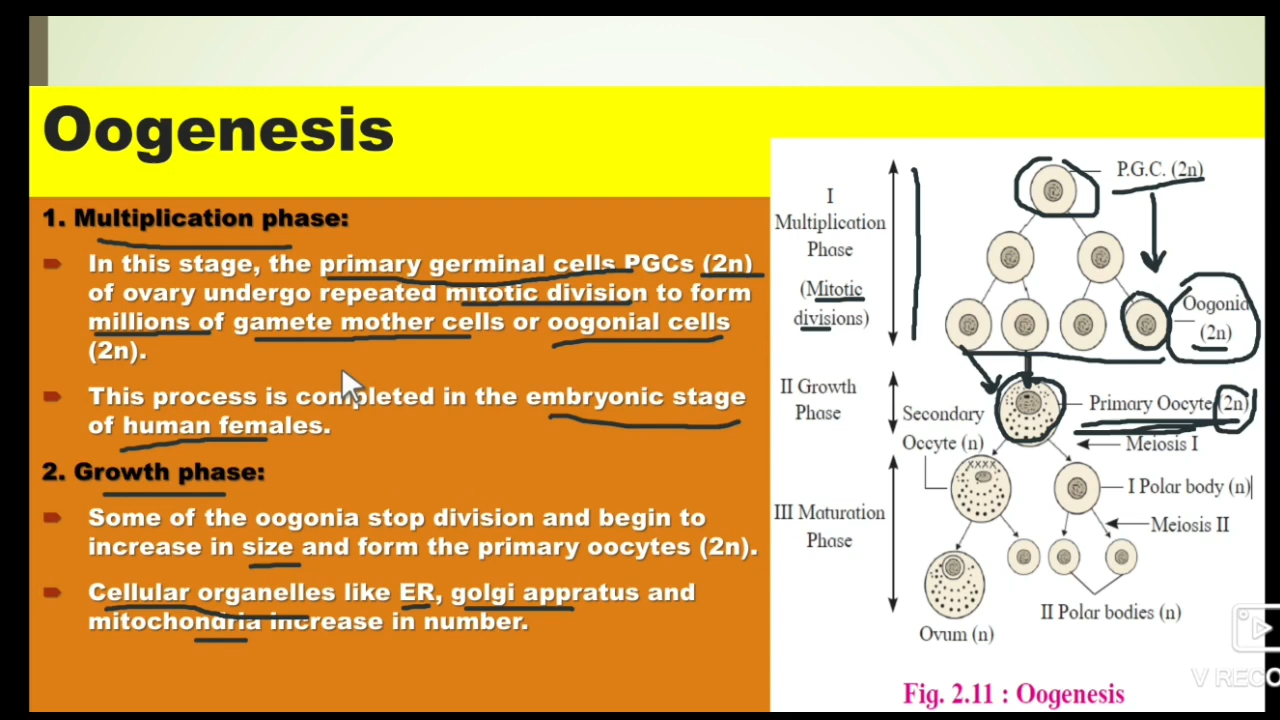 Oogenesis
1. Multiplication phase:
In this stage, the primary germinal cells PGCs (2n)
of ovary undergo repeated mitotic division to form
millions of gamete mother cells or oogonial cells
(2n).
This process is completed in the embryonic stage
of human females.
2. Growth phase:
Some of the oogonia stop division and begin to
increase in size and form the primary oocytes (2n).
Cellular organelles like ER, golgi appratus and
mitochondria increase in number.
I
Multiplication
Phase
(Mitotic
divisions)
P.G.C. (2n)
Oogonia
(2n)
II Growth
Phase
Primary Oocyte (2n)
Secondary
Occyte (n)
Meiosis I
XXXX
I Polar body (n)
III Maturation
Phase
Meiosis II
II Polar bodies (n)
Ovum (n)
Fig. 2.11 : Oogenesis